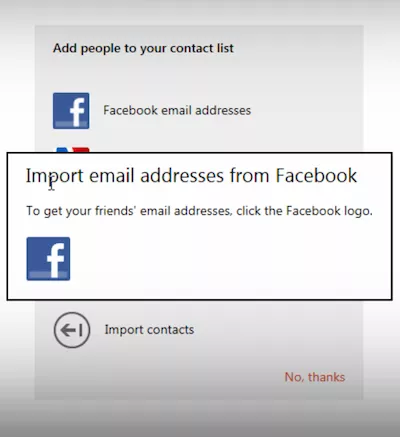 Add people to your contact list
Facebook email addresses
Import email addresses from Facebook
To get your friends' email addresses, click the Facebook logo.
Import contacts
No, thanks